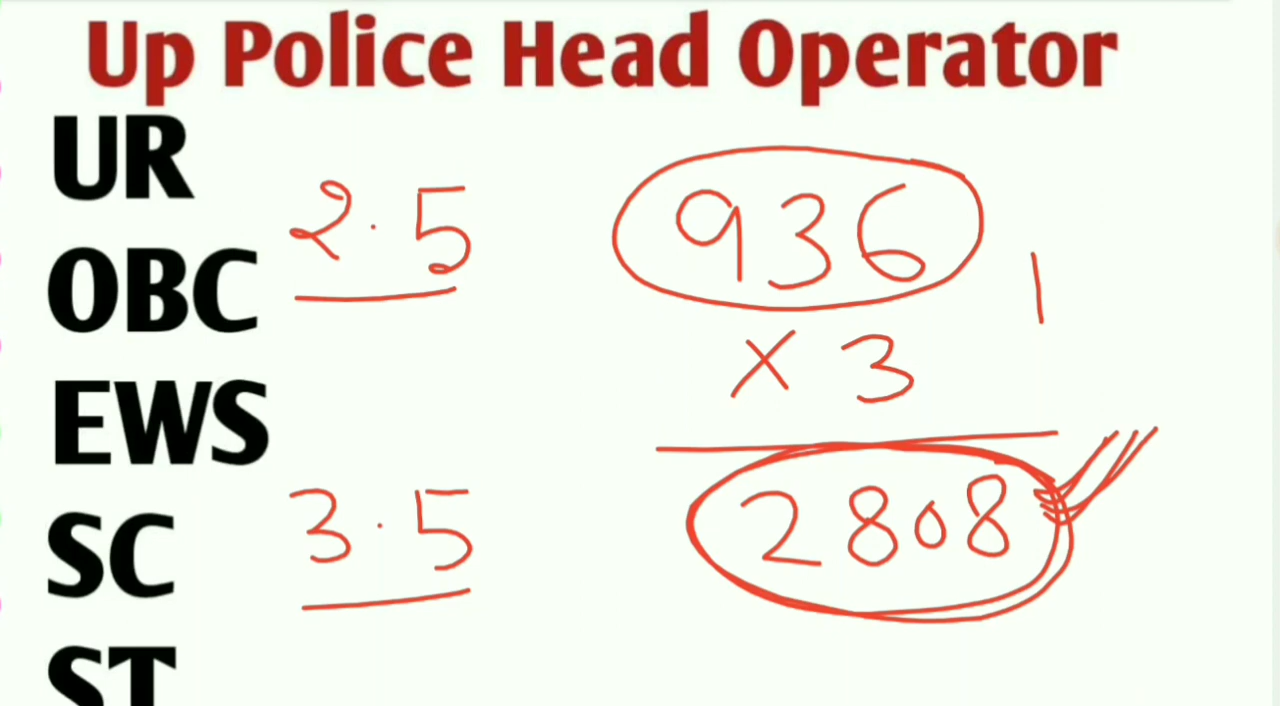 Up Police Head Operator
UR
2.5 936
OBC
1
× 3
EWS
3.5 2808
SC
ST